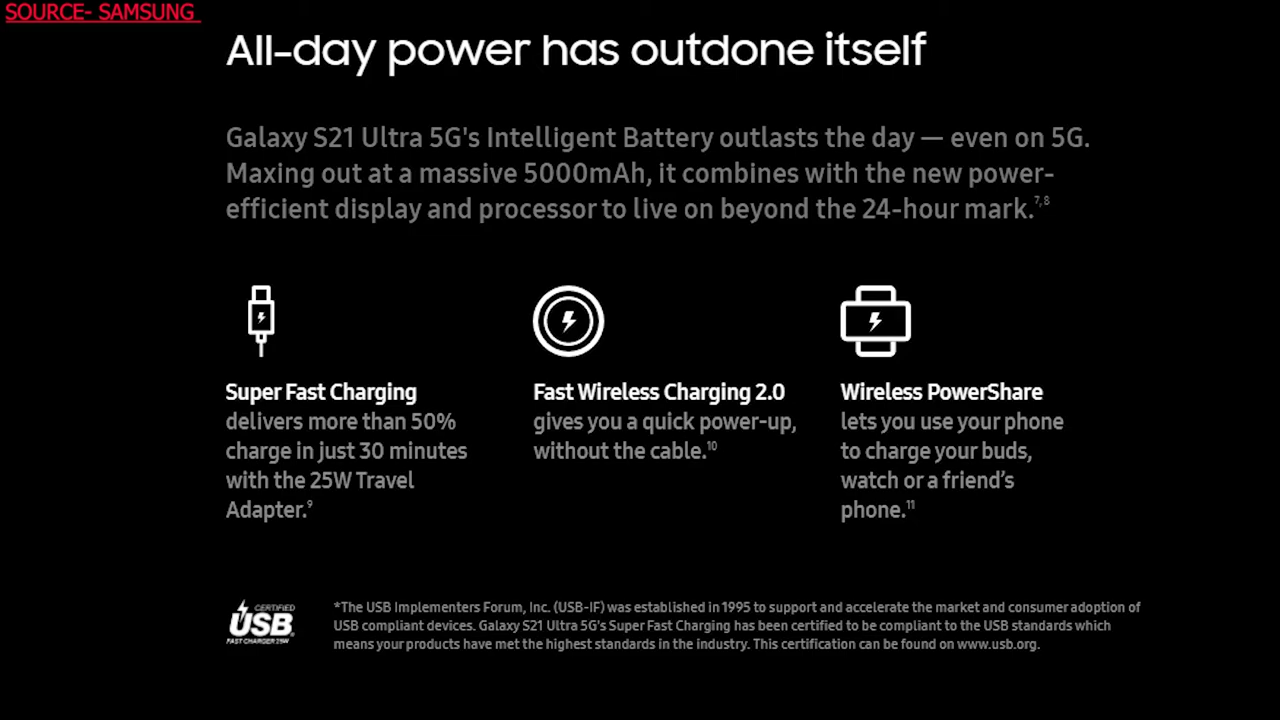 SOURCE- SAMSUNG
All-day power has outdone itself
Galaxy S21 Ultra 5G's Intelligent Battery outlasts the day — even on 5G.
Maxing out at a massive 5000mAh, it combines with the new power-
efficient display and processor to live on beyond the 24-hour mark.7,8
Super Fast Charging
delivers more than 50%
charge in just 30 minutes
with the 25W Travel
Adapter.9
Fast Wireless Charging 2.0
gives you a quick power-up,
without the cable.10
Wireless PowerShare
lets you use your phone
to charge your buds,
watch or a friend's
phone.11
CERTIFIED
USB
FAST CHARGER 25W
*The USB Implementers Forum, Inc. (USB-IF) was established in 1995 to support and accelerate the market and consumer adoption of
USB compliant devices. Galaxy S21 Ultra 5G's Super Fast Charging has been certified to be compliant to the USB standards which
means your products have met the highest standards in the industry. This certification can be found on www.usb.org.